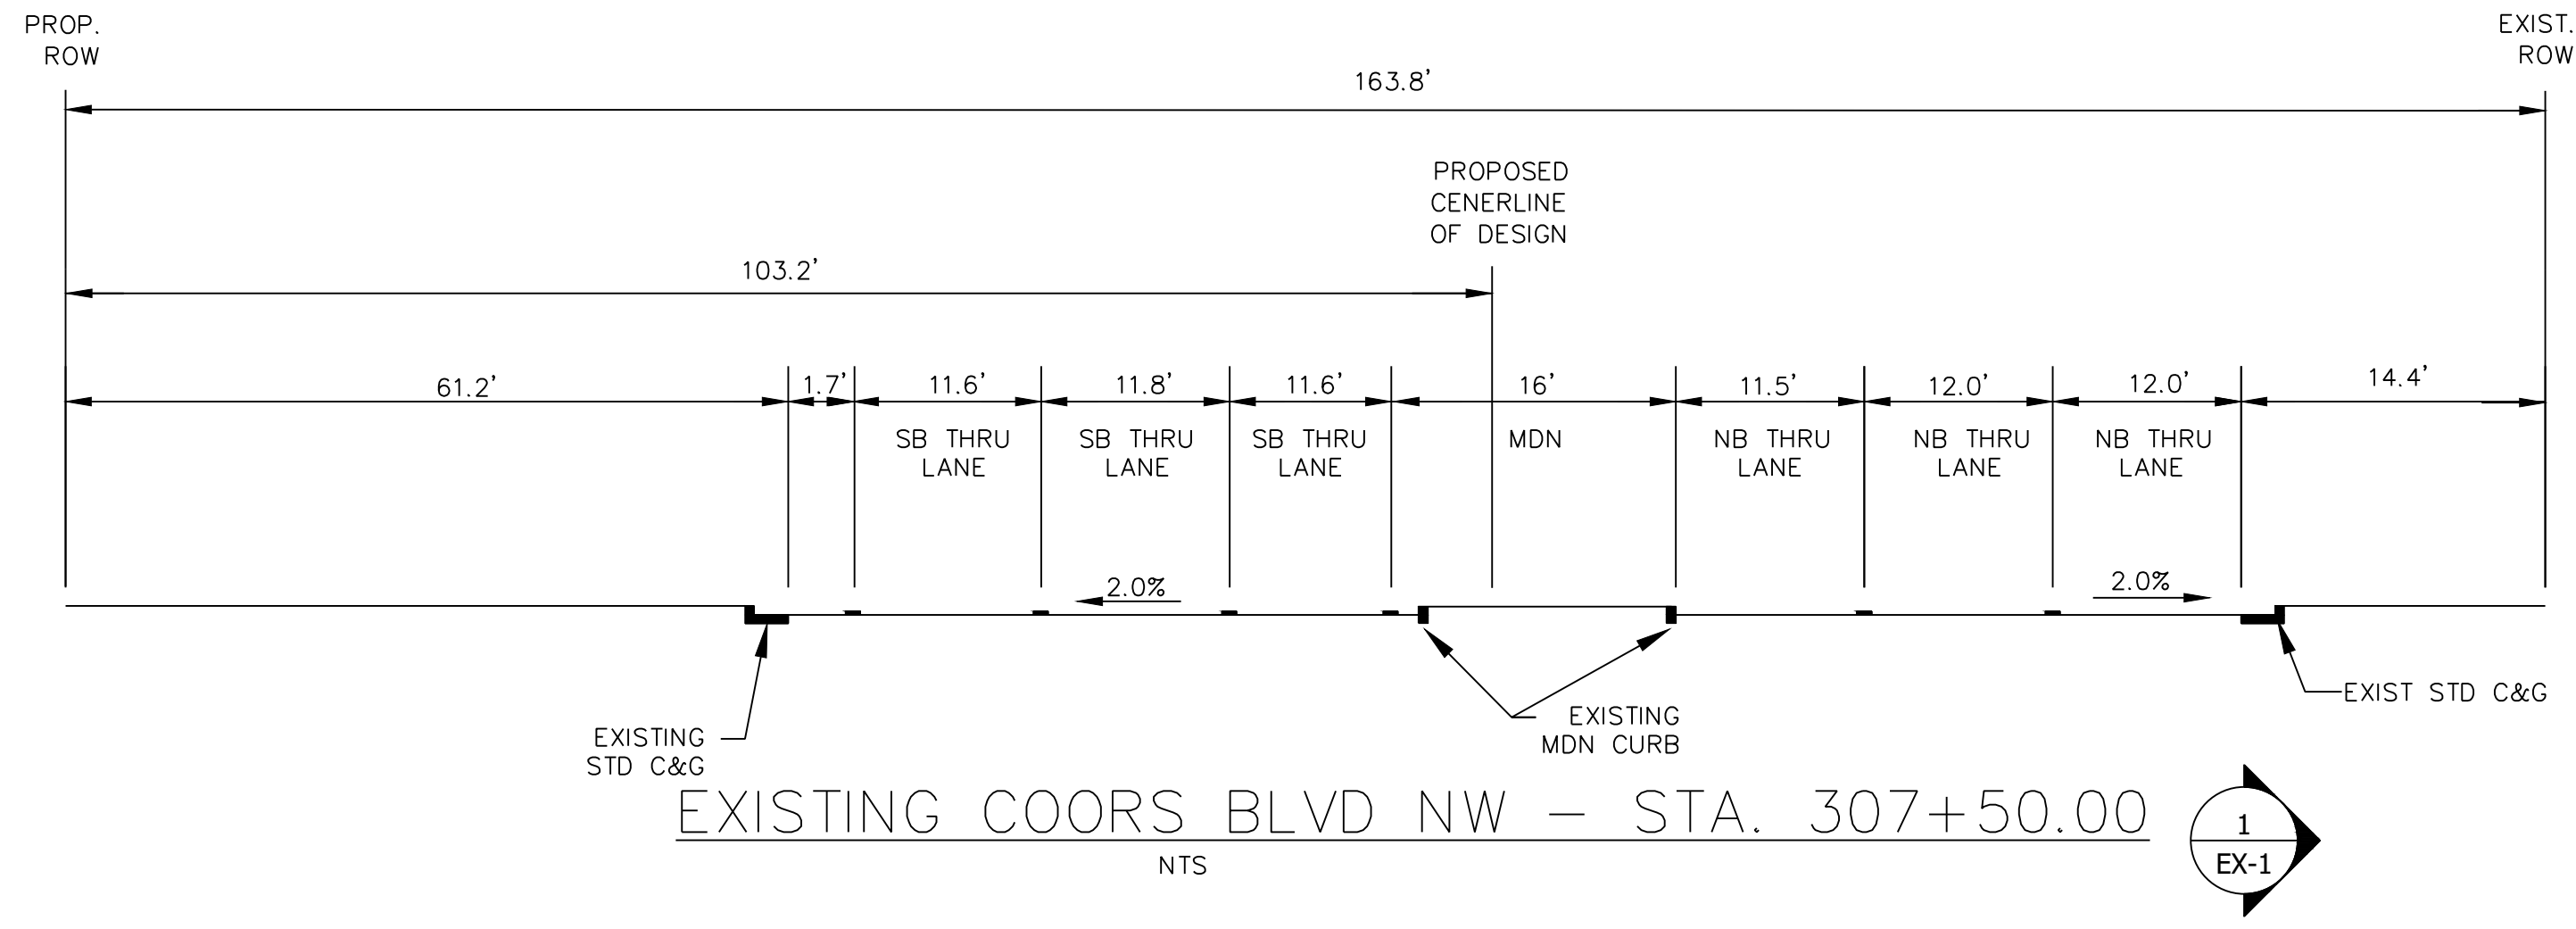 PROP.
ROW
EXIST.
ROW
163.8'
PROPOSED
CENERLINE
OF DESIGN
103.2'
61.2'
1.7'
11.6'
11.8'
11.6'
16'
11.5'
12.0'
12.0'
14.4'
SB THRU
LANE
SB THRU
LANE
SB THRU
LANE
MDN
NB THRU
LANE
NB THRU
LANE
NB THRU
LANE
2.0%
2.0%
EXISTING
STD C&G
EXISTING
MDN CURB
EXIST STD C&G
EXISTING COORS BLVD NW - STA. 307+50.00
NTS
1
EX-1